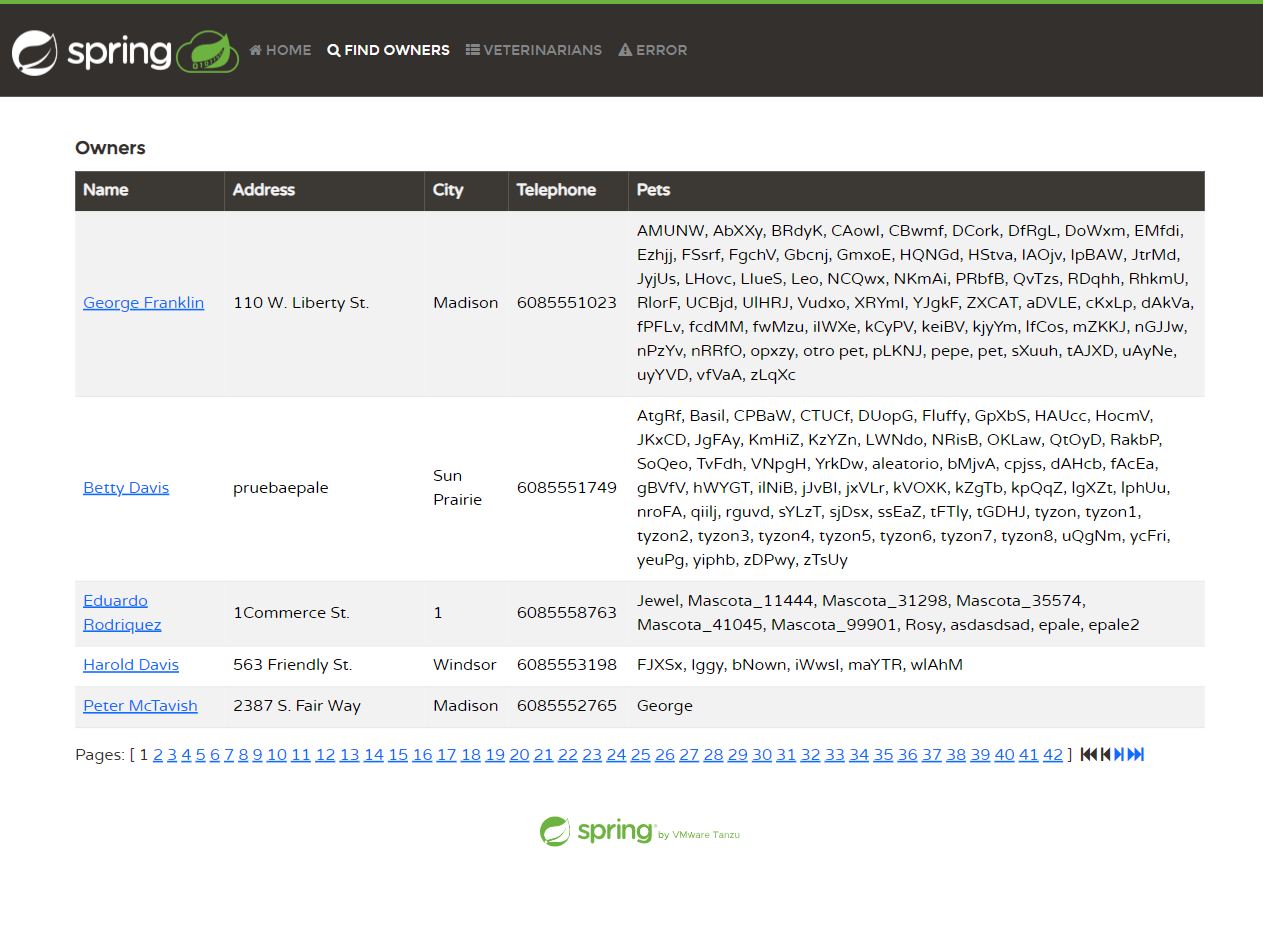 spring HOME FIND OWNERS VETERINARIANS ERROR
Owners
Name Address City Telephone Pets
George Franklin 110 W. Liberty St. Madison 6085551023
AMUNW, AbXXy, BRdyK, CAowI, CBwmf, DCork, DfRgL, DoWxm, EMfdi,
Ezhjj, FSsrf, FgchV, Gbcnj, GmxoE, HQNGd, HStva, IAOjv, IpBAW, JtrMd,
JyjUs, LHovc, LIueS, Leo, NCQwx, NKmAi, PRbfB, QvTzs, RDqhh, RhkmU,
RlorF, UCBjd, UlHRJ, Vudxo, XRYmI, YJgkF, ZXCAT, aDVLE, cKxLp, dAkVa,
fPFLv, fcdMM, fwMzu, iIWXe, kCyPV, keiBV, kjyYm, lfCos, mZKKJ, nGJJw,
nPzYv, nRRfO, opxzy, otro pet, pLKNJ, pepe, pet, sXuuh, tAJXD, uAyNe,
uyYVD, vfVaA, zLqXc
Betty Davis pruebaepale Sun Prairie 6085551749
AtgRf, Basil, CPBaW, CTUCf, DUopG, Fluffy, GpXbS, HAUcc, HocmV,
JKxCD, JgFAy, KmHiZ, KzYZn, LWNdo, NRisB, OKLaw, QtOyD, RakbP,
SoQeo, TvFdh, VNpgH, YrkDw, aleatorio, bMjvA, cpjss, dAHcb, fAcEa,
gBVfV, hWYGT, ilNiB, jJvBI, jxVLr, kVOXK, kZgTb, kpQqZ, lgXZt, lphUu,
nroFA, qiilj, rguvd, sYLzT, sjDsx, ssEaZ, tFTly, tGDHJ, tyzon, tyzon1,
tyzon2, tyzon3, tyzon4, tyzon5, tyzon6, tyzon7, tyzon8, uQgNm, ycFri,
yeuPg, yiphb, zDPwy, zTsUy
Eduardo Rodriquez 1Commerce St. 1 6085558763
Jewel, Mascota_11444, Mascota_31298, Mascota_35574,
Mascota_41045, Mascota_99901, Rosy, asdasdsad, epale, epale2
Harold Davis 563 Friendly St. Windsor 6085553198 FJXSx, Iggy, bNown, iWwsI, maYTR, wlAhM
Peter McTavish 2387 S. Fair Way Madison 6085552765 George
Pages: [ 1 2 3 4 5 6 7 8 9 10 11 12 13 14 15 16 17 18 19 20 21 22 23 24 25 26 27 28 29 30 31 32 33 34 35 36 37 38 39 40 41 42 ]
spring by VMware Tanzu